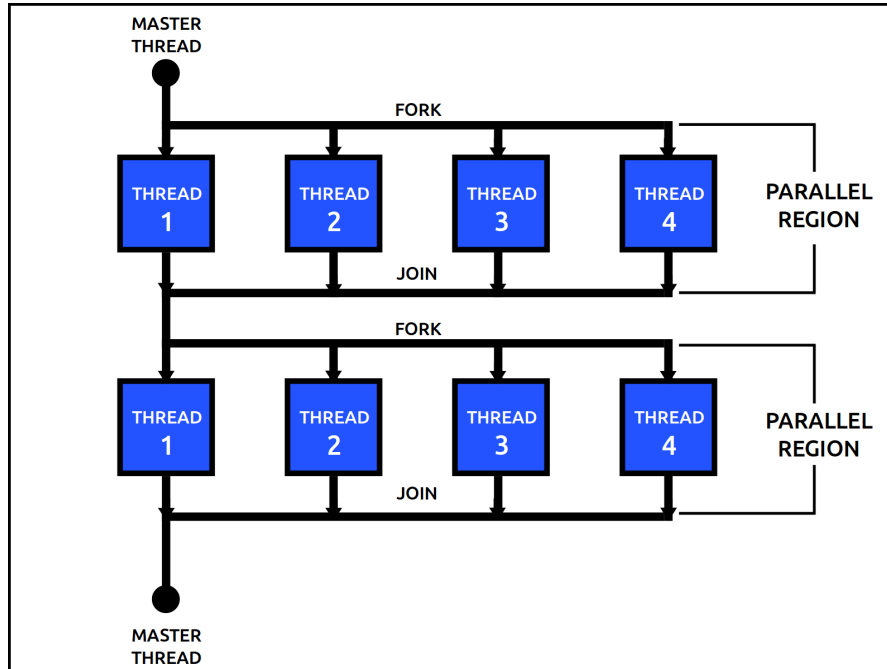 MASTER
THREAD
FORK
THREAD
1
THREAD
2
THREAD
3
THREAD
4
PARALLEL
REGION
JOIN
FORK
THREAD
1
THREAD
2
THREAD
3
THREAD
4
PARALLEL
REGION
JOIN
MASTER
THREAD